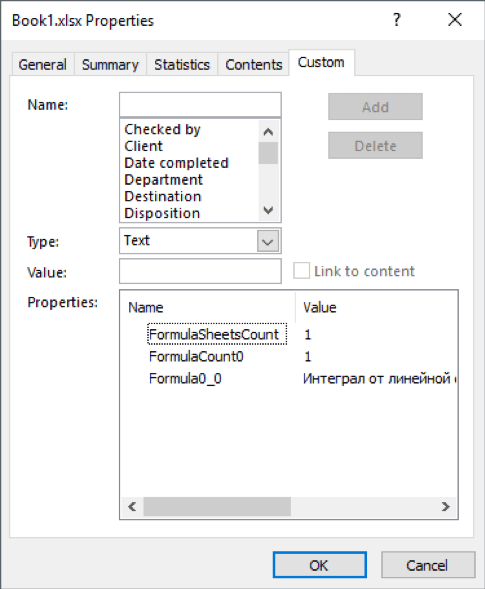 Book1.xlsx Properties ?
General Summary Statistics Contents Custom
Name:
Add
Checked by
Client
Delete
Date completed
Department
Destination
Disposition
Type: Text
Value: Link to content
Properties:
Name Value
FormulaSheetsCount 1
FormulaCount0 1
Formula0_0 Интеграл от линейной
OK Cancel